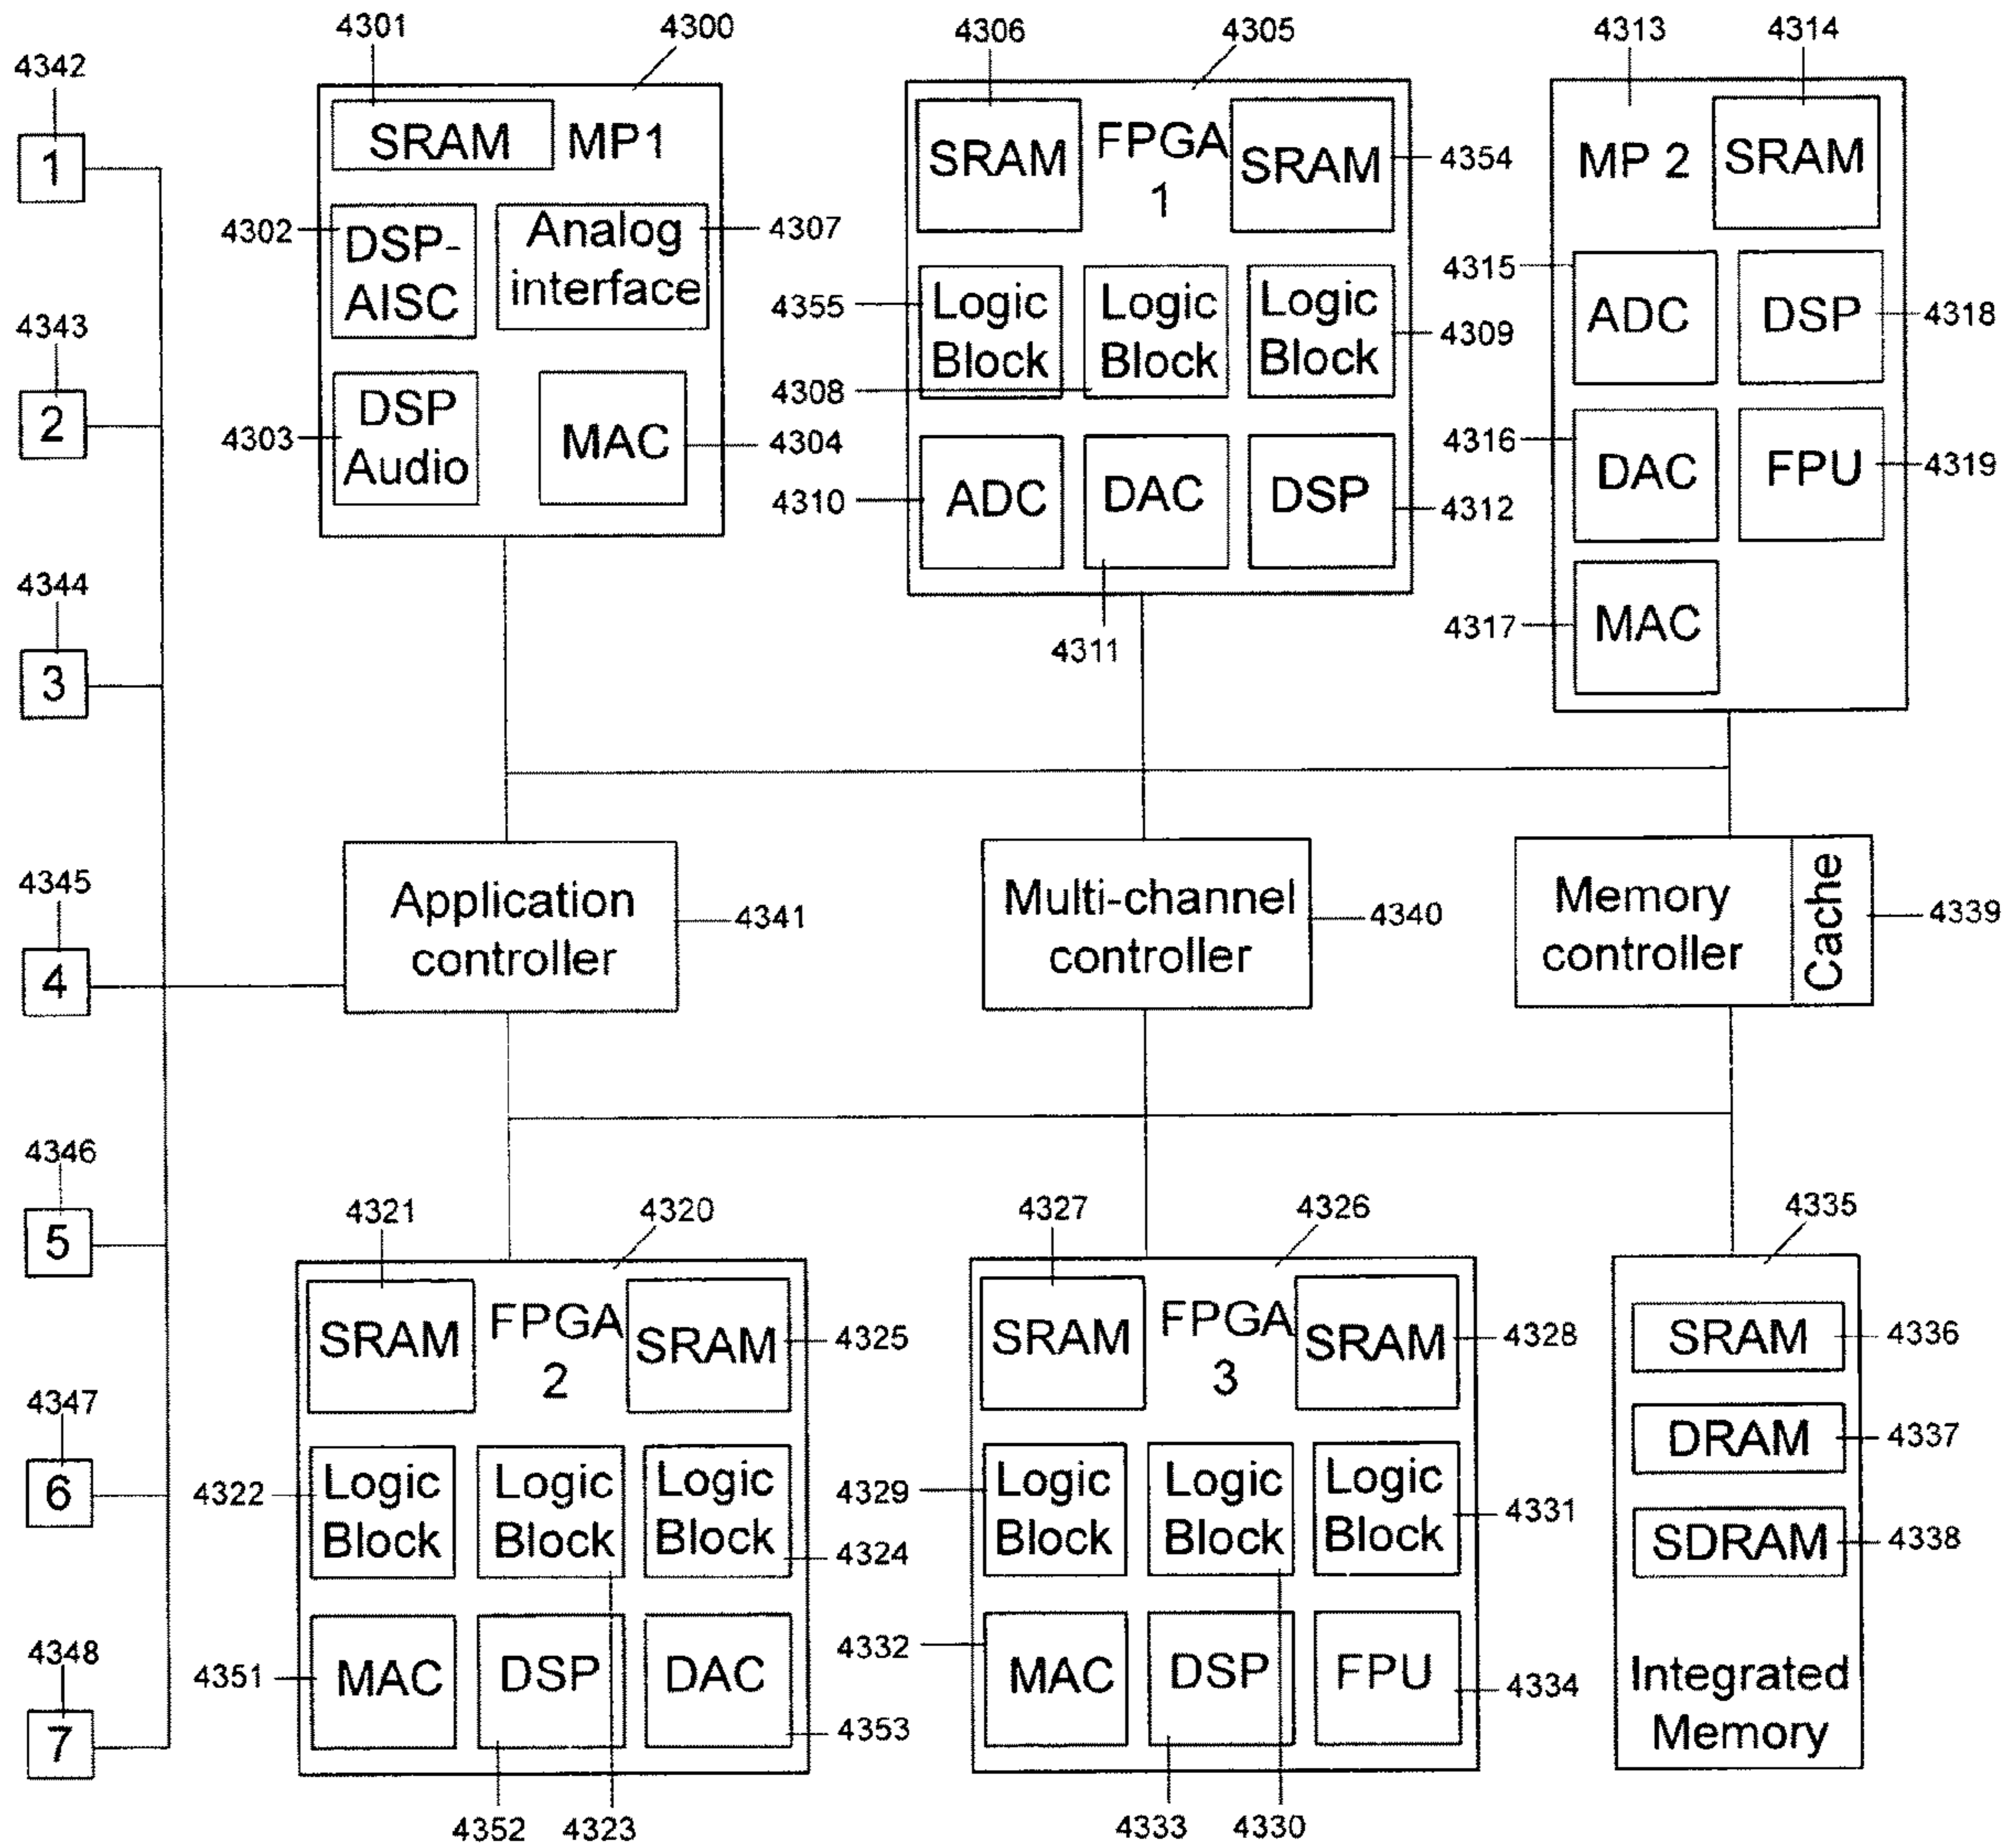 4301
4300
4306
4305
4313
4314
4342
1
SRAM
MP1
SRAM
FPGA
1
SRAM
4354
MP 2
SRAM
4302
DSP-
AISC
Analog
interface
4307
4355
Logic
Block
Logic
Block
Logic
Block
4309
4308
4315
ADC
DSP
4318
4343
2
4303
DSP
Audio
MAC
4304
4310
ADC
DAC
DSP
4312
4311
4316
DAC
FPU
4319
4317
MAC
4344
3
4345
4
Application
controller
4341
Multi-channel
controller
4340
Memory
controller
Cache
4339
4346
5
4321
4320
4327
4326
4335
SRAM
FPGA
2
SRAM
4325
SRAM
FPGA
3
SRAM
4328
SRAM
4336
DRAM
4337
SDRAM
4338
Integrated
Memory
4347
6
4322
Logic
Block
Logic
Block
Logic
Block
4324
4329
Logic
Block
Logic
Block
Logic
Block
4331
4348
7
4351
MAC
DSP
DAC
4353
4332
MAC
DSP
FPU
4334
4352
4323
4333
4330